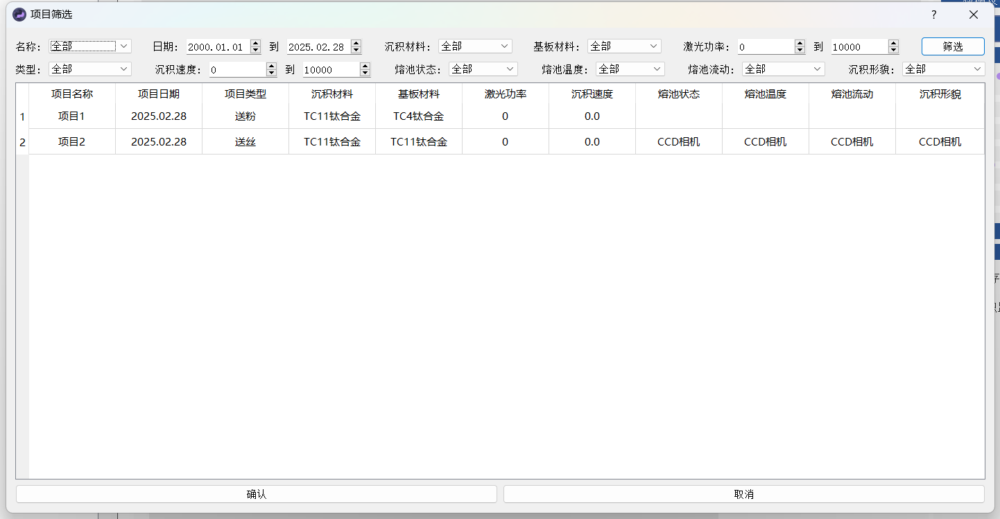 项目筛选 ?
名称: 全部 日期: 2000.01.01 到 2025.02.28 沉积材料: 全部 基板材料: 全部 激光功率: 0 到 10000 筛选
类型: 全部 沉积速度: 0 到 10000 熔池状态: 全部 熔池温度: 全部 熔池流动: 全部 沉积形貌: 全部
项目名称 项目日期 项目类型 沉积材料 基板材料 激光功率 沉积速度 熔池状态 熔池温度 熔池流动 沉积形貌
1 项目1 2025.02.28 送粉 TC11钛合金 TC4钛合金 0 0.0
2 项目2 2025.02.28 送丝 TC11钛合金 TC11钛合金 0 0.0 CCD相机 CCD相机 CCD相机 CCD相机
确认 取消